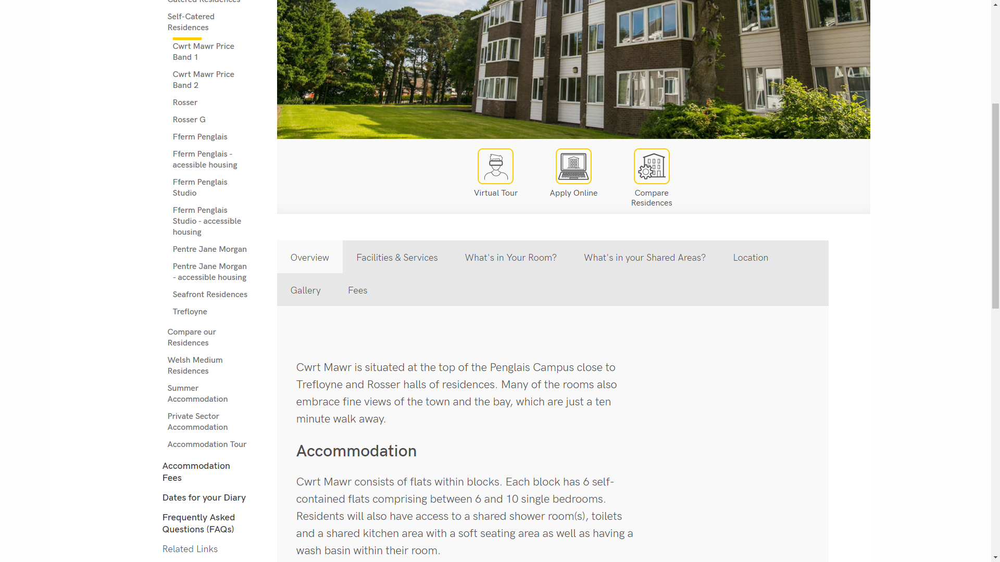 Catered Residences
Self-Catered
Residences
Cwrt Mawr Price
Band 1
Cwrt Mawr Price
Band 2
Rosser
Rosser G
Fferm Penglais
Fferm Penglais -
acessible housing
Fferm Penglais
Studio
Fferm Penglais
Studio - accessible
housing
Pentre Jane Morgan
Pentre Jane Morgan
- accessible housing
Seafront Residences
Trefloyne
Compare our
Residences
Welsh Medium
Residences
Summer
Accommodation
Private Sector
Accommodation
Accommodation Tour
Accommodation
Fees
Dates for your Diary
Frequently Asked
Questions (FAQs)
Related Links
Virtual Tour
Apply Online
Compare
Residences
Overview
Facilities & Services
What's in Your Room?
What's in your Shared Areas?
Location
Gallery
Fees
Cwrt Mawr is situated at the top of the Penglais Campus close to
Trefloyne and Rosser halls of residences. Many of the rooms also
embrace fine views of the town and the bay, which are just a ten
minute walk away.
Accommodation
Cwrt Mawr consists of flats within blocks. Each block has 6 self-
contained flats comprising between 6 and 10 single bedrooms.
Residents will also have access to a shared shower room(s), toilets
and a shared kitchen area with a soft seating area as well as having a
wash basin within their room.